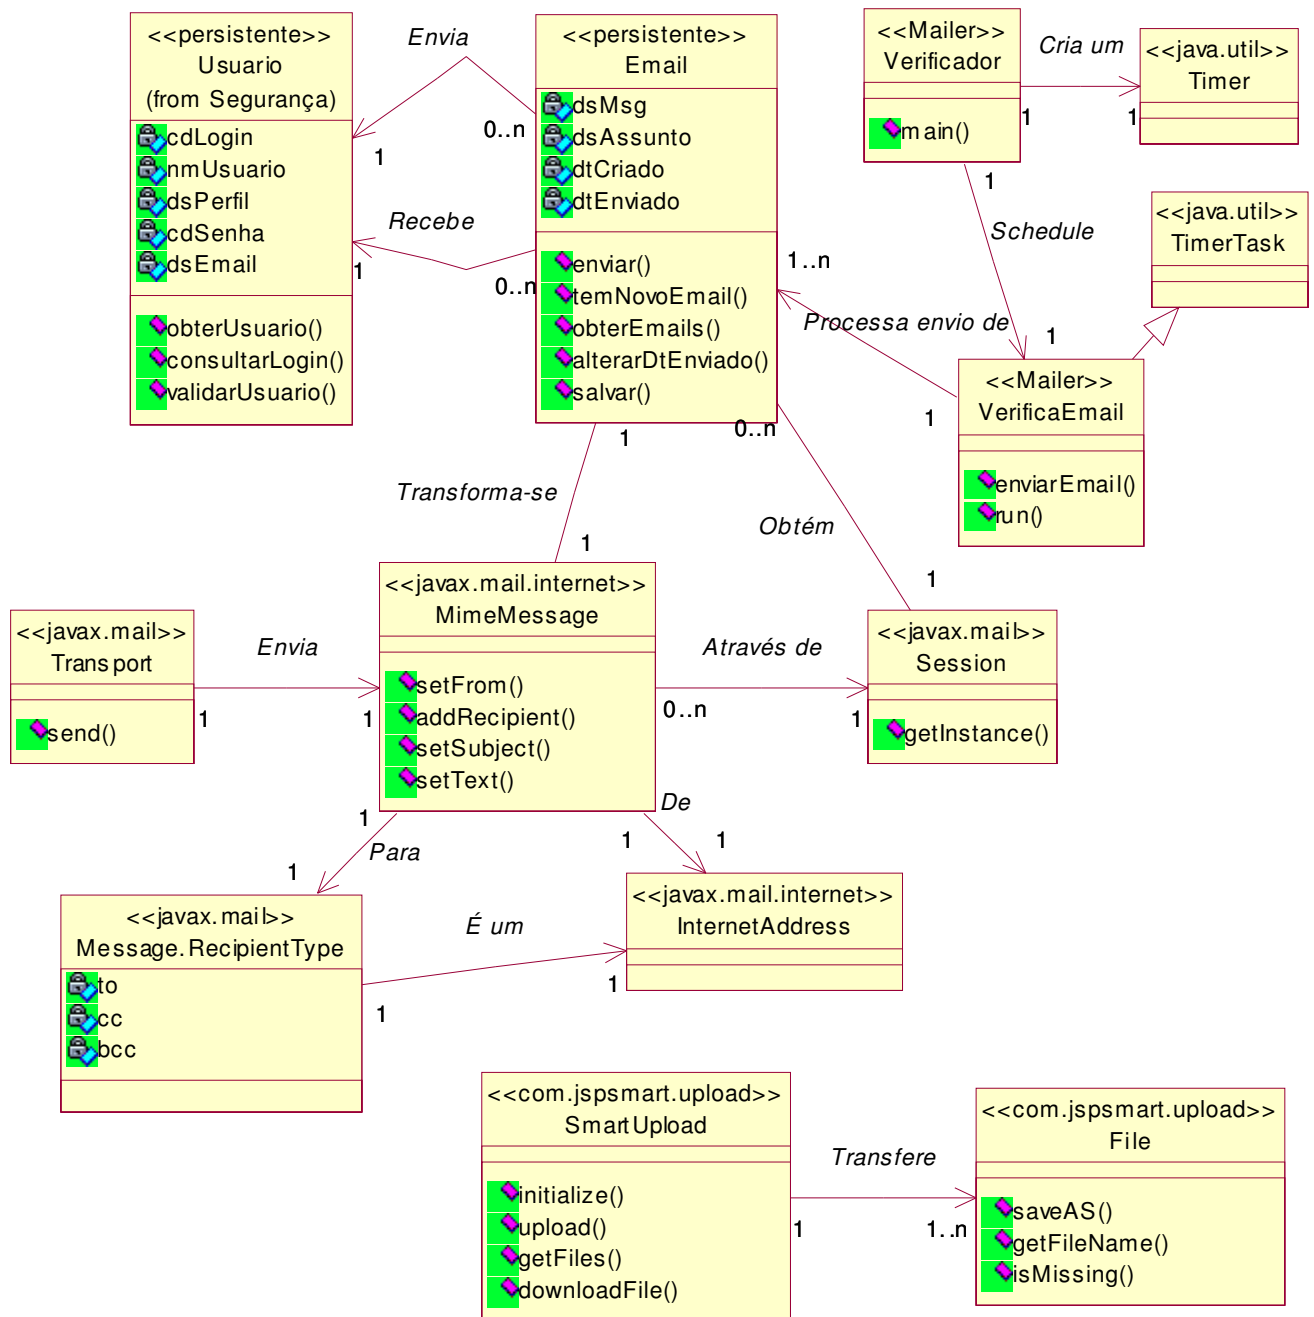 <<persistente>>
Usuario
(from Segurança)
cdLogin
nmUsuario
dsPerfil
cdSenha
dsEmail
obterUsuario()
consultarLogin()
validarUsuario()
Envia
1
0..n
Recebe
1
0..n
<<persistente>>
Email
dsMsg
dsAssunto
dtCriado
dtEnviado
enviar()
temNovoEmail()
obterEmails()
alterarDtEnviado()
salvar()
<<Mailer>>
Verificador
main()
Cria um
1
1
<<java.util>>
Timer
1
Schedule
1
<<java.util>>
TimerTask
1..n
Processa envio de
1
<<Mailer>>
VerificaEmail
enviarEmail()
run()
1
Transforma-se
1
0..n
Obtém
1
<<javax.mail>>
Transport
send()
Envia
1
1
<<javax.mail.internet>>
MimeMessage
setFrom()
addRecipient()
setSubject()
setText()
Através de
0..n
1
<<javax.mail>>
Session
getInstance()
1
Para
1
De
1
1
<<javax.mail>>
Message.RecipientType
to
cc
bcc
É um
1
1
<<javax.mail.internet>>
InternetAddress
<<com.jspsmart.upload>>
SmartUpload
initialize()
upload()
getFiles()
downloadFile()
Transfere
1
1..n
<<com.jspsmart.upload>>
File
saveAS()
getFileName()
isMissing()